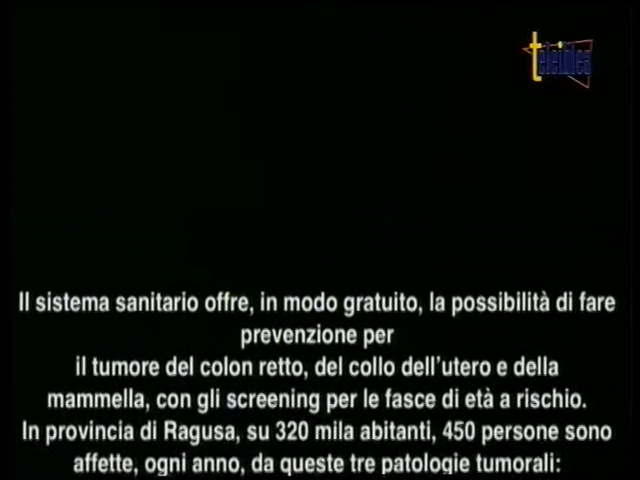 teleidea
Il sistema sanitario offre, in modo gratuito, la possibilità di fare
prevenzione per
il tumore del colon retto, del collo dell'utero e della
mammella, con gli screening per le fasce di età a rischio.
In provincia di Ragusa, su 320 mila abitanti, 450 persone sono
affette, ogni anno, da queste tre patologie tumorali: